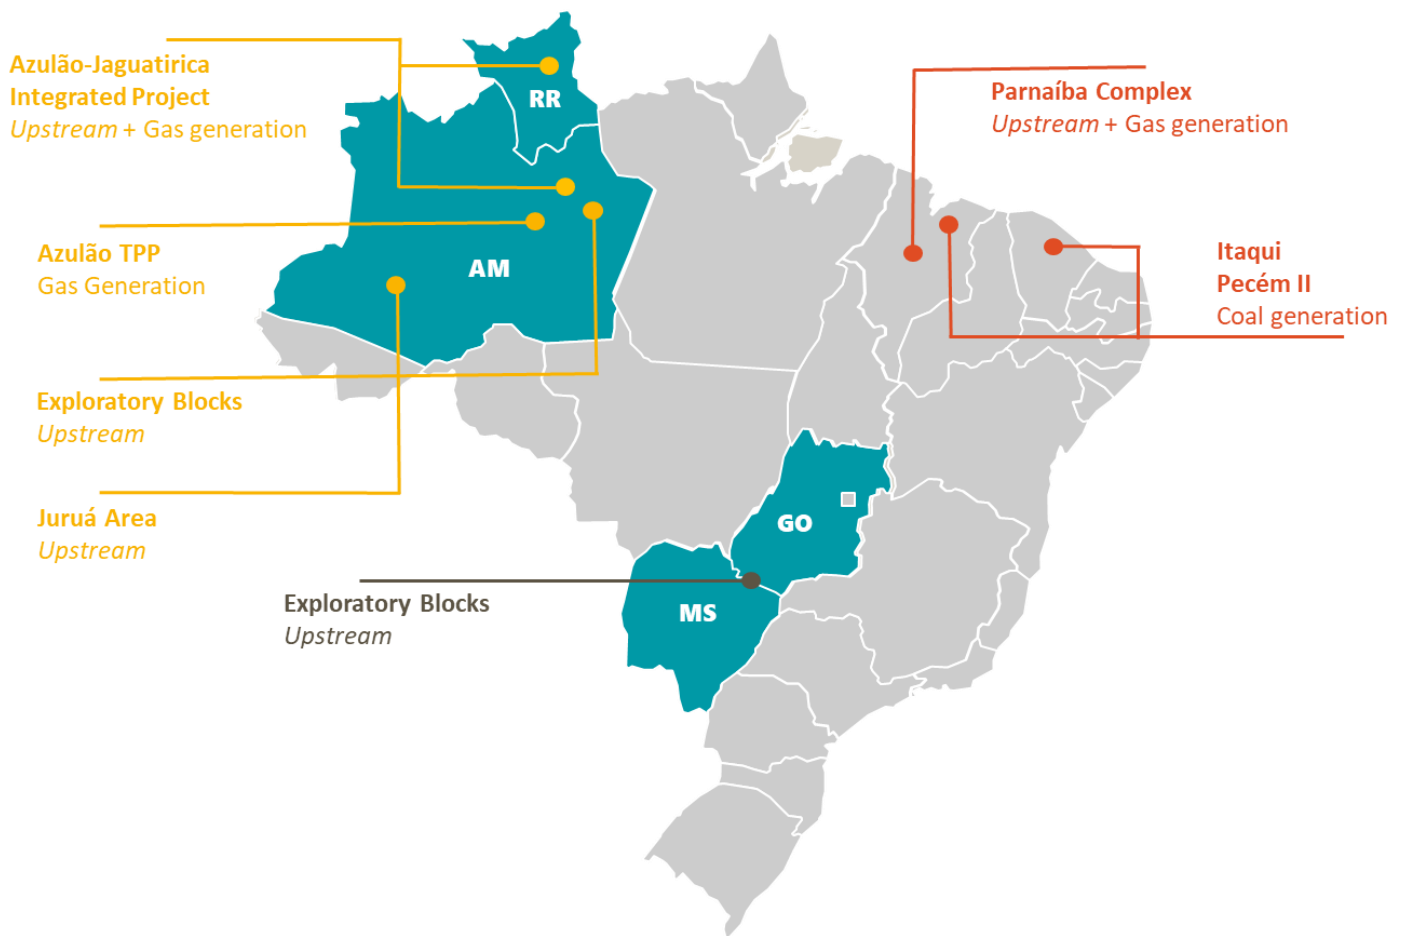 Azulão-Jaguatirica
Integrated Project
Upstream + Gas generation
RR
Parnaíba Complex
Upstream + Gas generation
Azulão TPP
Gas Generation
AM
Itaqui
Pecém II
Coal generation
Exploratory Blocks
Upstream
Juruá Area
Upstream
GO
Exploratory Blocks
Upstream
MS